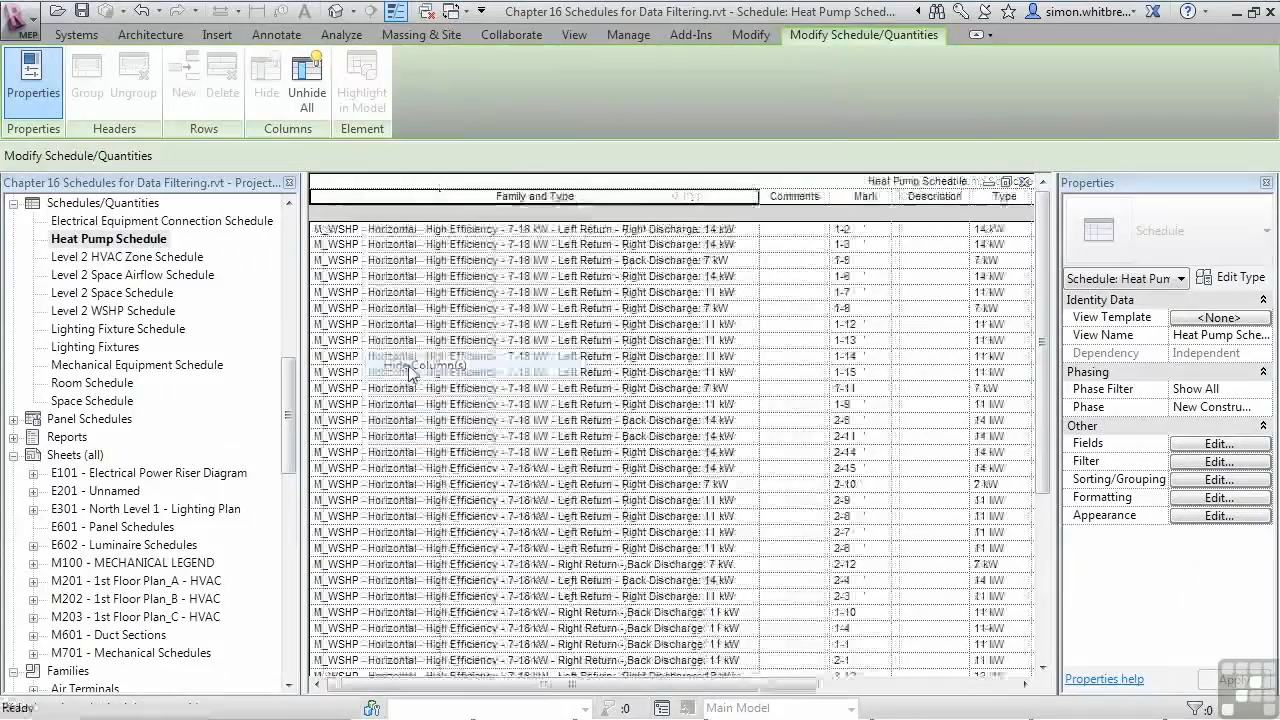 Chapter 16 Schedules for Data Filtering.rvt - Schedule: Heat Pump Sched...
simon.whitbre...
MEP
Systems Architecture Insert Annotate Analyze Massing & Site Collaborate View Manage Add-Ins Modify Modify Schedule/Quantities
Properties Group Ungroup New Delete Hide Unhide All Highlight in Model
Properties Headers Rows Columns Element
Modify Schedule/Quantities
Chapter 16 Schedules for Data Filtering.rvt - Project...
Schedules/Quantities
Electrical Equipment Connection Schedule
Heat Pump Schedule
Level 2 HVAC Zone Schedule
Level 2 Space Airflow Schedule
Level 2 Space Schedule
Level 2 WSHP Schedule
Lighting Fixture Schedule
Lighting Fixtures
Mechanical Equipment Schedule
Room Schedule
Space Schedule
Panel Schedules
Reports
Sheets (all)
E101 - Electrical Power Riser Diagram
E201 - Unnamed
E301 - North Level 1 - Lighting Plan
E601 - Panel Schedules
E602 - Luminaire Schedules
M100 - MECHANICAL LEGEND
M201 - 1st Floor Plan_A - HVAC
M202 - 1st Floor Plan_B - HVAC
M203 - 1st Floor Plan_C - HVAC
M601 - Duct Sections
M701 - Mechanical Schedules
Families
Air Terminals
Heat Pump Schedule
Family and Type Comments Mark Description Type
M_WSHP - Horizontal - High Efficiency - 7-18 kW - Left Return - Right Discharge: 14 kW 1-2 14 kW
M_WSHP - Horizontal - High Efficiency - 7-18 kW - Left Return - Right Discharge: 14 kW 1-3 14 kW
M_WSHP - Horizontal - High Efficiency - 7-18 kW - Left Return - Back Discharge: 7 kW 7 kW
M_WSHP - Horizontal - High Efficiency - 7-18 kW - Left Return - Right Discharge: 14 kW 14 kW
M_WSHP - Horizontal - High Efficiency - 7-18 kW - Left Return - Right Discharge: 11 kW 1-7 11 kW
M_WSHP - Horizontal - High Efficiency - 7-18 kW - Left Return - Right Discharge: 7 kW 7 kW
M_WSHP - Horizontal - High Efficiency - 7-18 kW - Left Return - Right Discharge: 11 kW 1-12 11 kW
M_WSHP - Horizontal - High Efficiency - 7-18 kW - Left Return - Right Discharge: 11 kW 1-13 11 kW
M_WSHP - Horizontal - High Efficiency - 7-18 kW - Left Return - Right Discharge: 11 kW 1-14 11 kW
Hide Column(s)
M_WSHP - Horizontal - High Efficiency - 7-18 kW - Left Return - Right Discharge: 11 kW 1-15 11 kW
M_WSHP - Horizontal - High Efficiency - 7-18 kW - Left Return - Right Discharge: 7 kW
M_WSHP - Horizontal - High Efficiency - 7-18 kW - Left Return - Right Discharge: 11 kW 11 kW
M_WSHP - Horizontal - High Efficiency - 7-18 kW - Left Return - Back Discharge: 14 kW 14 kW
M_WSHP - Horizontal - High Efficiency - 7-18 kW - Left Return - Back Discharge: 14 kW 2-11 14 kW
M_WSHP - Horizontal - High Efficiency - 7-18 kW - Left Return - Right Discharge: 14 kW 2-14 14 kW
M_WSHP - Horizontal - High Efficiency - 7-18 kW - Left Return - Right Discharge: 14 kW 2-15 14 kW
M_WSHP - Horizontal - High Efficiency - 7-18 kW - Left Return - Right Discharge: 7 kW 2-10
M_WSHP - Horizontal - High Efficiency - 7-18 kW - Left Return - Right Discharge: 11 kW 2-9 11 kW
M_WSHP - Horizontal - High Efficiency - 7-18 kW - Left Return - Right Discharge: 11 kW 2-8 11 kW
M_WSHP - Horizontal - High Efficiency - 7-18 kW - Left Return - Right Discharge: 11 kW 2-7 11 kW
M_WSHP - Horizontal - High Efficiency - 7-18 kW - Left Return - Right Discharge: 11 kW 2-6 11 kW
M_WSHP - Horizontal - High Efficiency - 7-18 kW - Right Return - Back Discharge: 7 kW 2-12 7 kW
M_WSHP - Horizontal - High Efficiency - 7-18 kW - Left Return - Back Discharge: 14 kW 2-4 14 kW
M_WSHP - Horizontal - High Efficiency - 7-18 kW - Left Return - Right Discharge: 11 kW 2-3 11 kW
M_WSHP - Horizontal - High Efficiency - 7-18 kW - Right Return - Back Discharge: 11 kW 1-10 11 kW
M_WSHP - Horizontal - High Efficiency - 7-18 kW - Right Return - Back Discharge: 11 kW 1-4 11 kW
M_WSHP - Horizontal - High Efficiency - 7-18 kW - Right Return - Back Discharge: 11 kW 1-1 11 kW
M_WSHP - Horizontal - High Efficiency - 7-18 kW - Right Return - Back Discharge: 11 kW 2-1 11 kW
Properties
Schedule
Schedule: Heat Pun Edit Type
Identity Data
View Template <None>
View Name Heat Pump Sche...
Dependency Independent
Phasing
Phase Filter Show All
Phase New Constru...
Other
Fields Edit...
Filter Edit...
Sorting/Grouping Edit...
Formatting Edit...
Appearance Edit...
Properties help Apply
Ready :0 Main Model :0